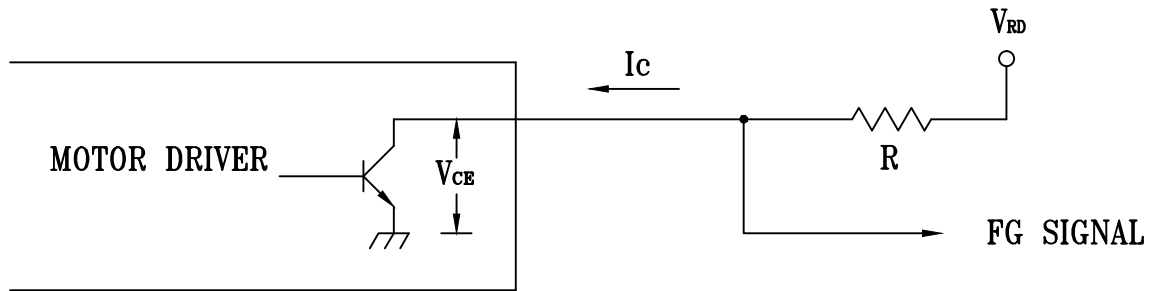 VRD
Ic
MOTOR DRIVER
VCE
R
FG SIGNAL